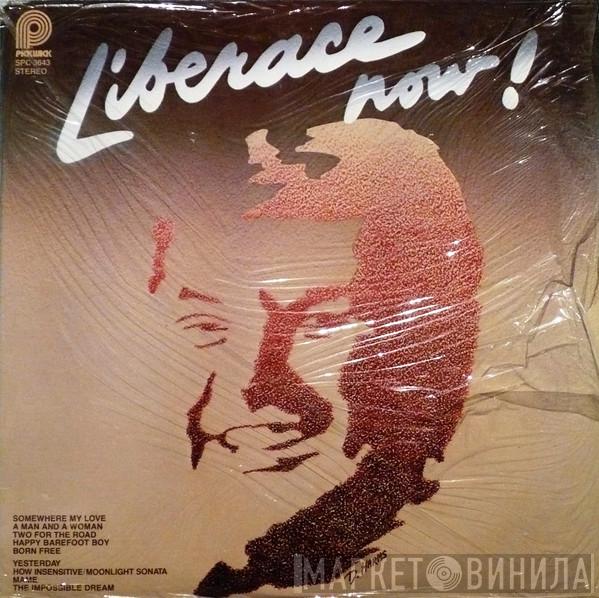 PICKWICK
SPC-3643
STEREO
Liberace
now!
SOMEWHERE MY LOVE
A MAN AND A WOMAN
TWO FOR THE ROAD
HAPPY BAREFOOT BOY
BORN FREE
YESTERDAY
HOW INSENSITIVE/MOONLIGHT SONATA
MAME
THE IMPOSSIBLE DREAM
МАРКЕТ ВИНИЛА